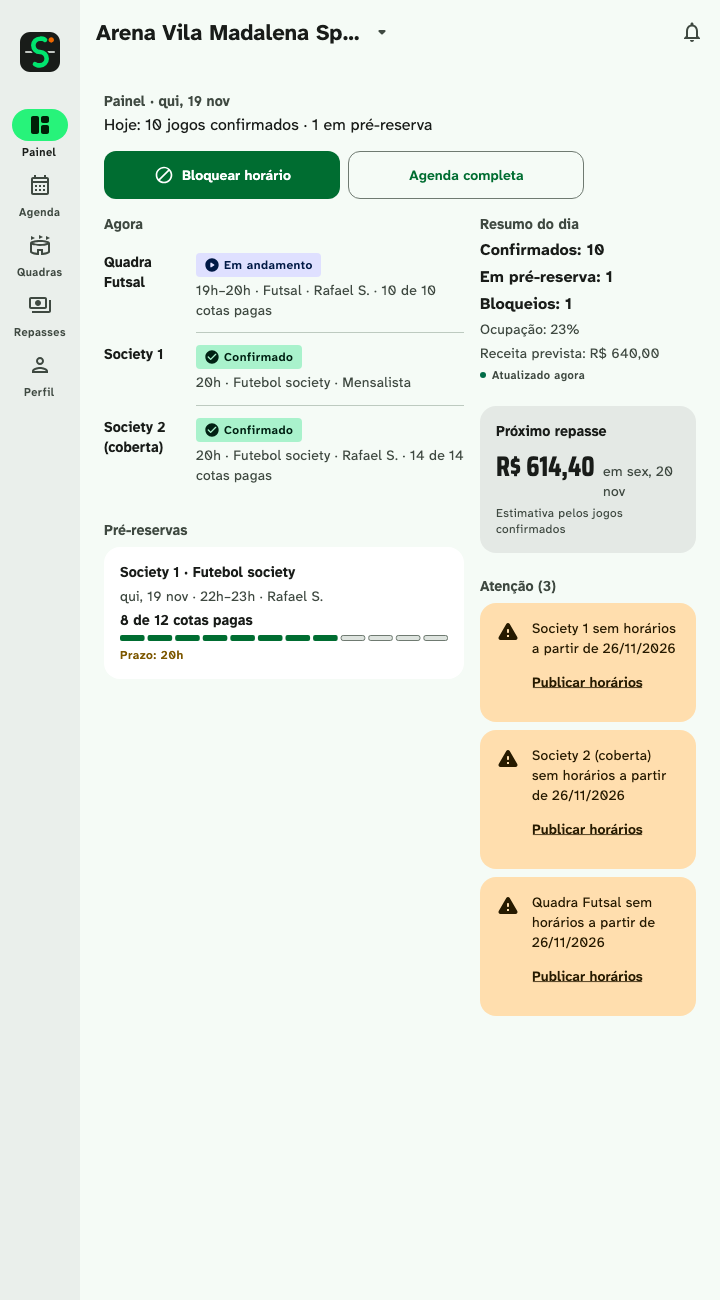 Arena Vila Madalena Sp...
Painel
Agenda
Quadras
Repasses
Perfil
Painel · qui, 19 nov
Hoje: 10 jogos confirmados · 1 em pré-reserva
Bloquear horário
Agenda completa
Agora
Quadra
Futsal
Em andamento
19h–20h · Futsal · Rafael S. · 10 de 10
cotas pagas
Society 1
Confirmado
20h · Futebol society · Mensalista
Society 2
(coberta)
Confirmado
20h · Futebol society · Rafael S. · 14 de 14
cotas pagas
Pré-reservas
Society 1 · Futebol society
qui, 19 nov · 22h–23h · Rafael S.
8 de 12 cotas pagas
Prazo: 20h
Resumo do dia
Confirmados: 10
Em pré-reserva: 1
Bloqueios: 1
Ocupação: 23%
Receita prevista: R$ 640,00
Atualizado agora
Próximo repasse
R$ 614,40 em sex, 20
nov
Estimativa pelos jogos
confirmados
Atenção (3)
Society 1 sem horários
a partir de 26/11/2026
Publicar horários
Society 2 (coberta)
sem horários a partir
de 26/11/2026
Publicar horários
Quadra Futsal sem
horários a partir de
26/11/2026
Publicar horários